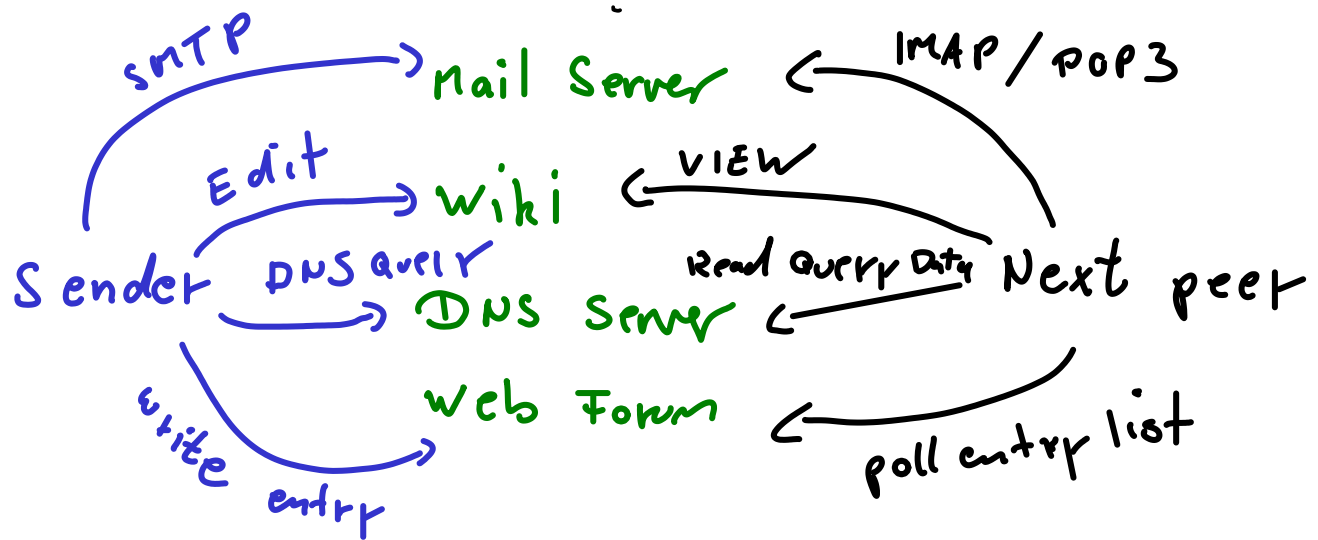 SMTP
IMAP / POP3
Mail Server
Edit
VIEW
Wiki
Sender
DNS Query
Read Query Data
Next peer
DNS Server
Web Forum
write entry
poll entry list